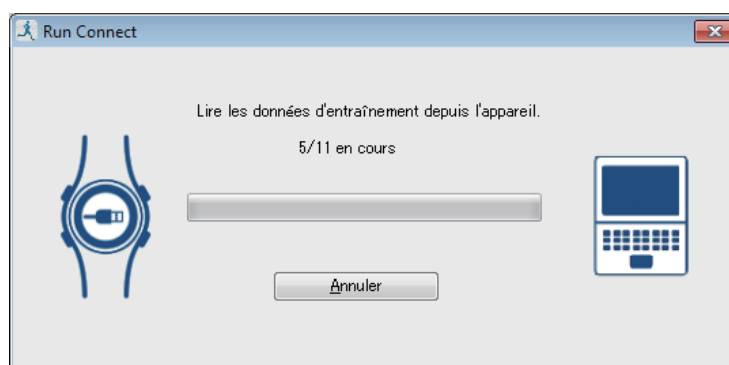 Run Connect
Lire les données d'entraînement depuis l'appareil.
5/11 en cours
Annuler